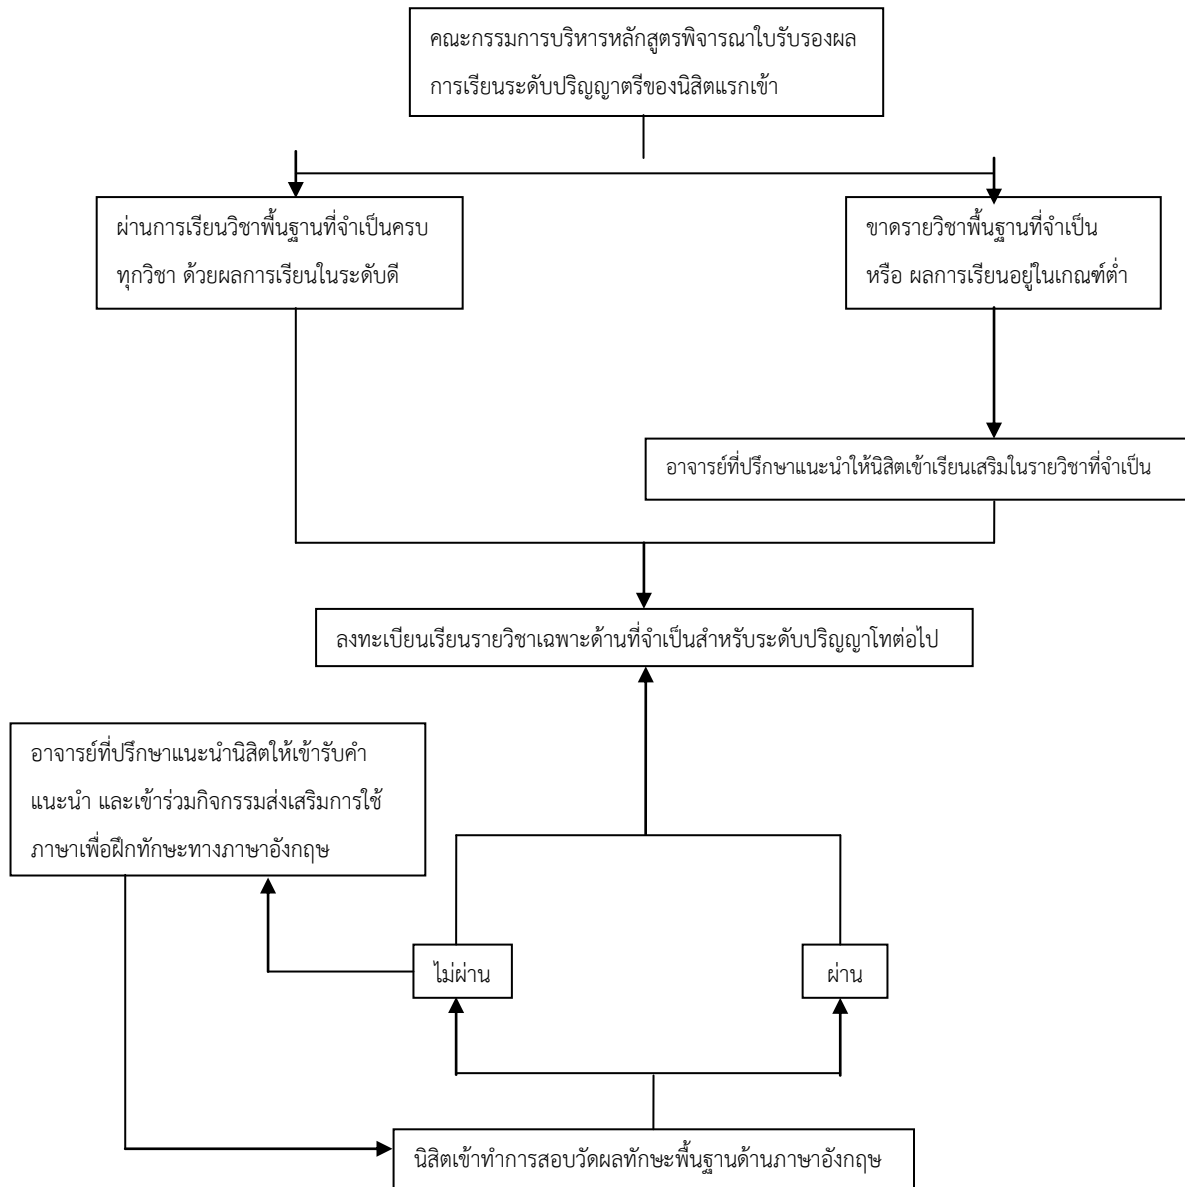 คณะกรรมการบริหารหลักสูตรพิจารณาใบรับรองผล
การเรียนระดับปริญญาตรีของนิสิตแรกเข้า
ผ่านการเรียนวิชาพื้นฐานที่จำเป็นครบ
ทุกวิชา ด้วยผลการเรียนในระดับดี
ขาดรายวิชาพื้นฐานที่จำเป็น
หรือ ผลการเรียนอยู่ในเกณฑ์ต่ำ
อาจารย์ที่ปรึกษาแนะนำให้นิสิตเข้าเรียนเสริมในรายวิชาที่จำเป็น
ลงทะเบียนเรียนรายวิชาเฉพาะด้านที่จำเป็นสำหรับระดับปริญญาโทต่อไป
อาจารย์ที่ปรึกษาแนะนำนิสิตให้เข้ารับคำ
แนะนำ และเข้าร่วมกิจกรรมส่งเสริมการใช้
ภาษาเพื่อฝึกทักษะทางภาษาอังกฤษ
ไม่ผ่าน
ผ่าน
นิสิตเข้าทำการสอบวัดผลทักษะพื้นฐานด้านภาษาอังกฤษ